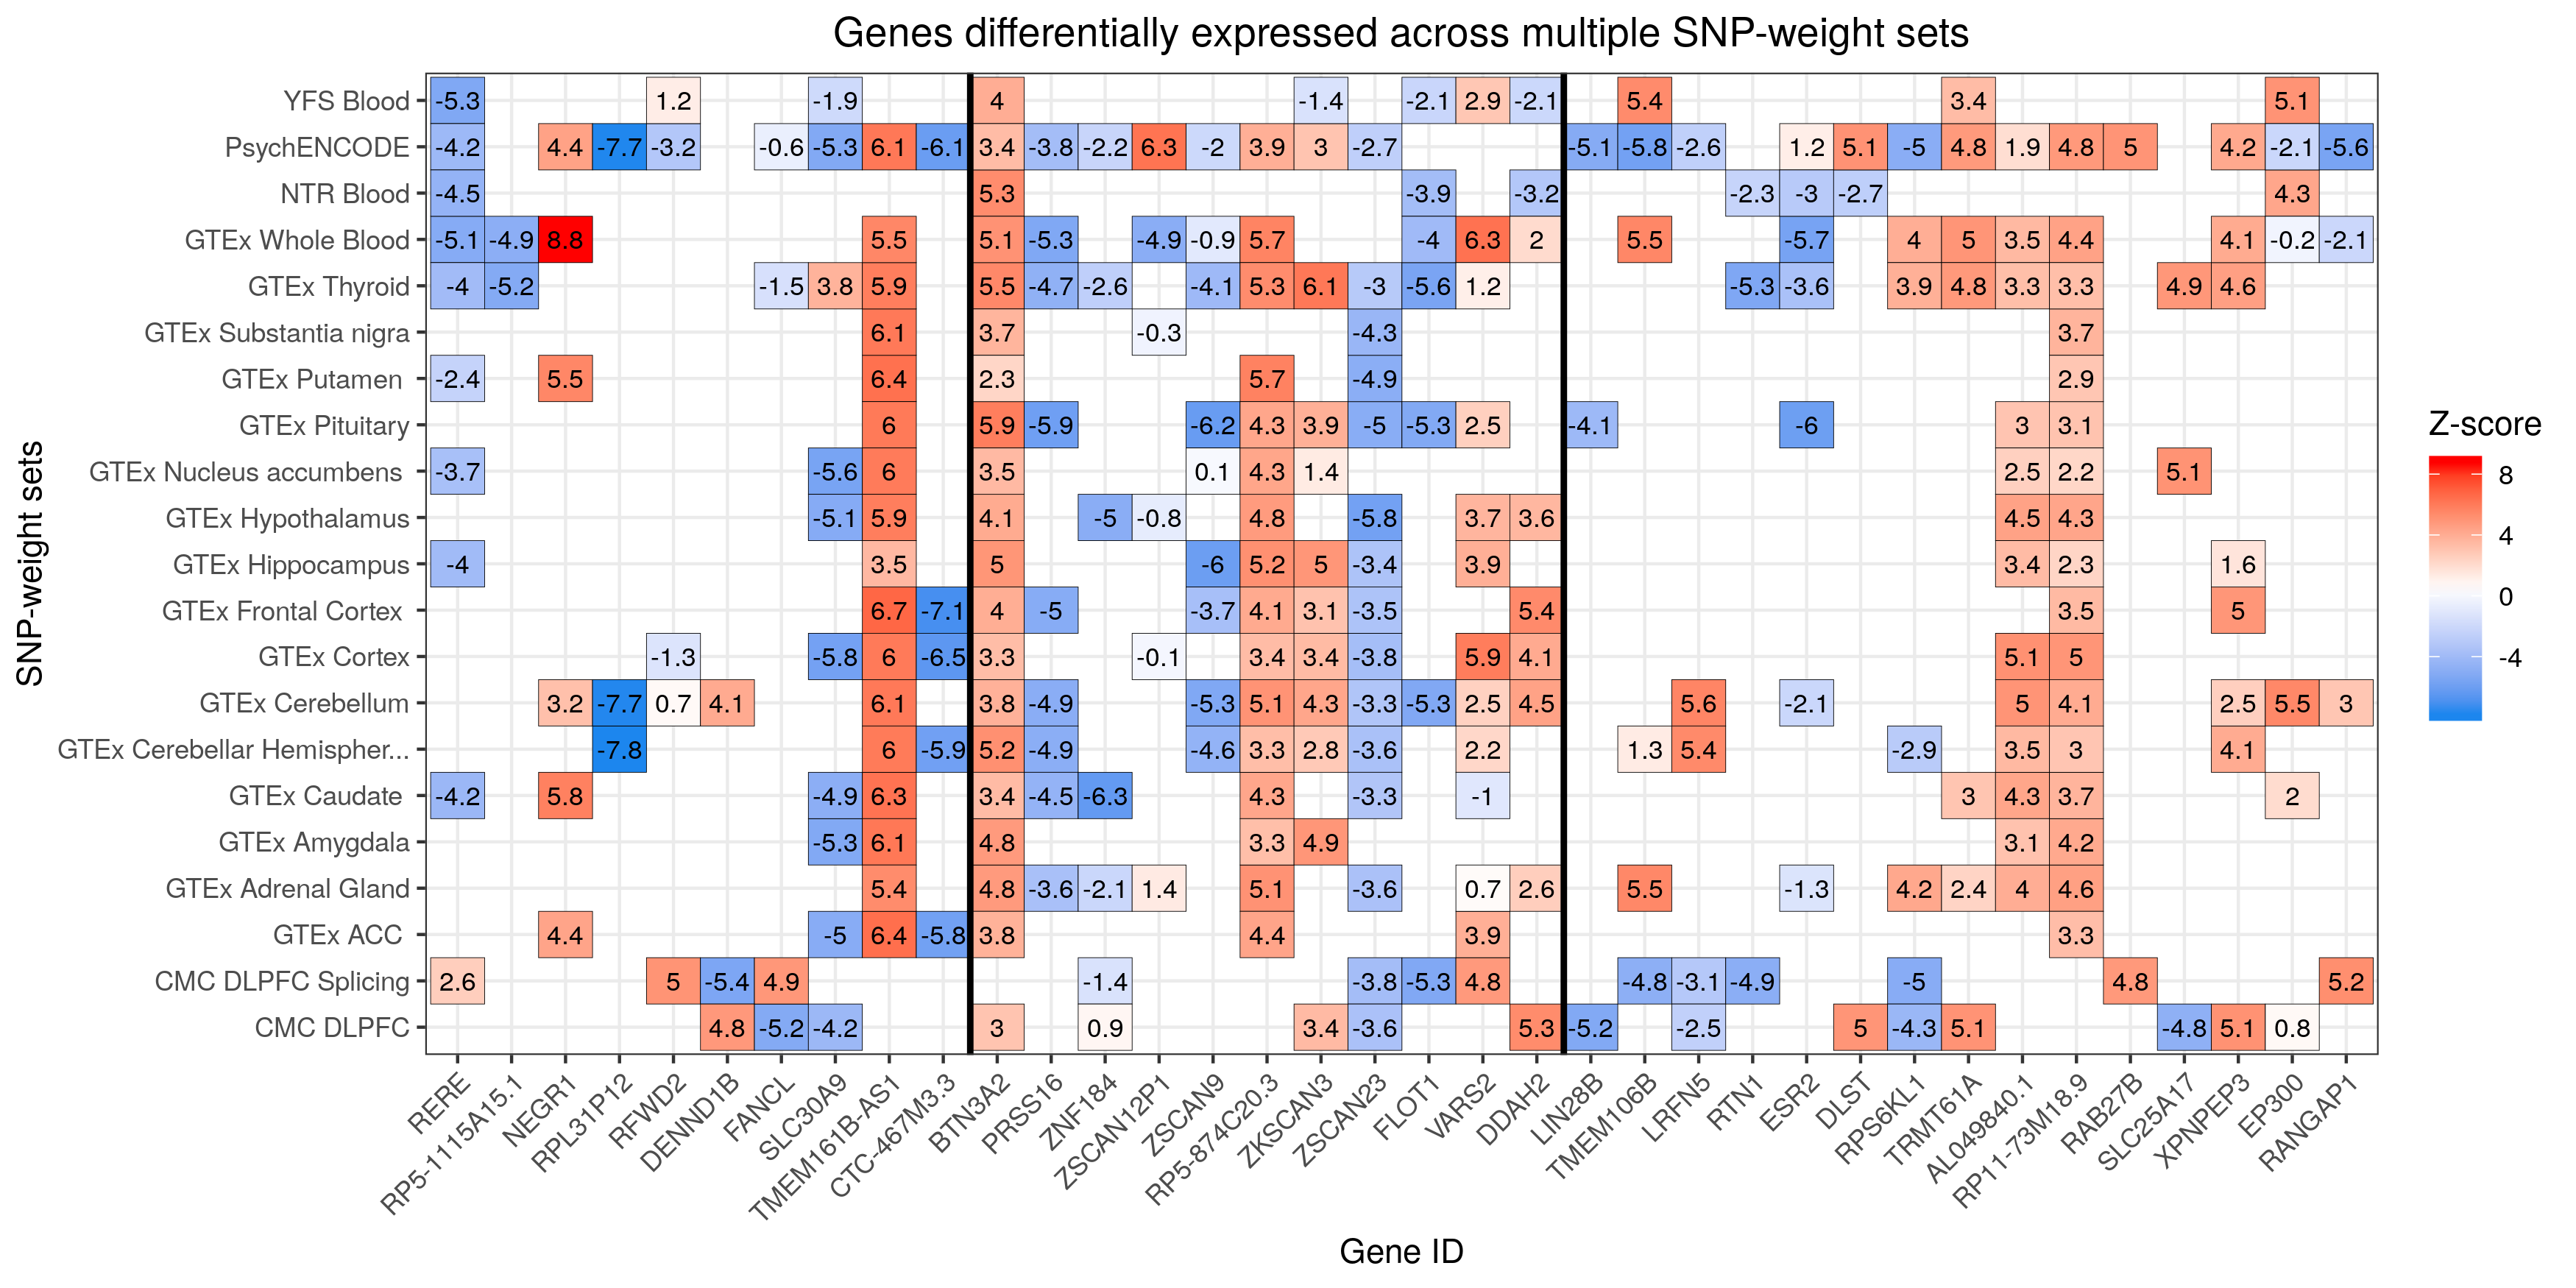 Genes differentially expressed across multiple SNP-weight sets
SNP-weight sets
YFS Blood -5.3 1.2 -1.9 4 -1.4 -2.1 2.9 -2.1 5.4 3.4 5.1
PsychENCODE -4.2 4.4 -7.7 -3.2 -0.6 -5.3 6.1 -6.1 3.4 -3.8 -2.2 6.3 -2 3.9 3 -2.7 -5.1 -5.8 -2.6 1.2 5.1 -5 4.8 1.9 4.8 5 4.2 -2.1 -5.6
NTR Blood -4.5 5.3 -3.9 -3.2 -2.3 -3 -2.7 4.3
GTEx Whole Blood -5.1 -4.9 8.8 5.5 5.1 -5.3 -4.9 -0.9 5.7 -4 6.3 2 5.5 -5.7 4 5 3.5 4.4 4.1 -0.2 -2.1
GTEx Thyroid -4 -5.2 -1.5 3.8 5.9 5.5 -4.7 -2.6 -4.1 5.3 6.1 -3 -5.6 1.2 -5.3 -3.6 3.9 4.8 3.3 3.3 4.9 4.6
GTEx Substantia nigra 6.1 3.7 -0.3 -4.3 3.7
GTEx Putamen -2.4 5.5 6.4 2.3 5.7 -4.9 2.9
GTEx Pituitary 6 5.9 -5.9 -6.2 4.3 3.9 -5 -5.3 2.5 -4.1 -6 3 3.1
GTEx Nucleus accumbens -3.7 -5.6 6 3.5 0.1 4.3 1.4 2.5 2.2 5.1
GTEx Hypothalamus -5.1 5.9 4.1 -5 -0.8 4.8 -5.8 3.7 3.6 4.5 4.3
GTEx Hippocampus -4 3.5 5 -6 5.2 5 -3.4 3.9 3.4 2.3 1.6
GTEx Frontal Cortex 6.7 -7.1 4 -5 -3.7 4.1 3.1 -3.5 5.4 3.5 5
GTEx Cortex -1.3 -5.8 6 -6.5 3.3 -0.1 3.4 3.4 -3.8 5.9 4.1 5.1 5
GTEx Cerebellum 3.2 -7.7 0.7 4.1 6.1 3.8 -4.9 -5.3 5.1 4.3 -3.3 -5.3 2.5 4.5 5.6 -2.1 5 4.1 2.5 5.5 3
GTEx Cerebellar Hemispher... -7.8 6 -5.9 5.2 -4.9 -4.6 3.3 2.8 -3.6 2.2 1.3 5.4 -2.9 3.5 3 4.1
GTEx Caudate -4.2 5.8 -4.9 6.3 3.4 -4.5 -6.3 4.3 -3.3 -1 3 4.3 3.7 2
GTEx Amygdala -5.3 6.1 4.8 3.3 4.9 3.1 4.2
GTEx Adrenal Gland 5.4 4.8 -3.6 -2.1 1.4 5.1 -3.6 0.7 2.6 5.5 -1.3 4.2 2.4 4 4.6
GTEx ACC 4.4 -5 6.4 -5.8 3.8 4.4 3.9 3.3
CMC DLPFC Splicing 2.6 5 -5.4 4.9 -1.4 -3.8 -5.3 4.8 -4.8 -3.1 -4.9 -5 4.8 5.2
CMC DLPFC 4.8 -5.2 -4.2 3 0.9 3.4 -3.6 5.3 -5.2 -2.5 5 -4.3 5.1 -4.8 5.1 0.8
RERE
RP5-1115A15.1
NEGR1
RPL31P12
RFWD2
DENND1B
FANCL
SLC30A9
TMEM161B-AS1
CTC-467M3.3
BTN3A2
PRSS16
ZNF184
ZSCAN12P1
ZSCAN9
RP5-874C20.3
ZKSCAN3
ZSCAN23
FLOT1
VARS2
DDAH2
LIN28B
TMEM106B
LRFN5
RTN1
ESR2
DLST
RPS6KL1
TRMT61A
AL049840.1
RP11-73M18.9
RAB27B
SLC25A17
XPNPEP3
EP300
RANGAP1
Gene ID
Z-score
8
4
0
-4